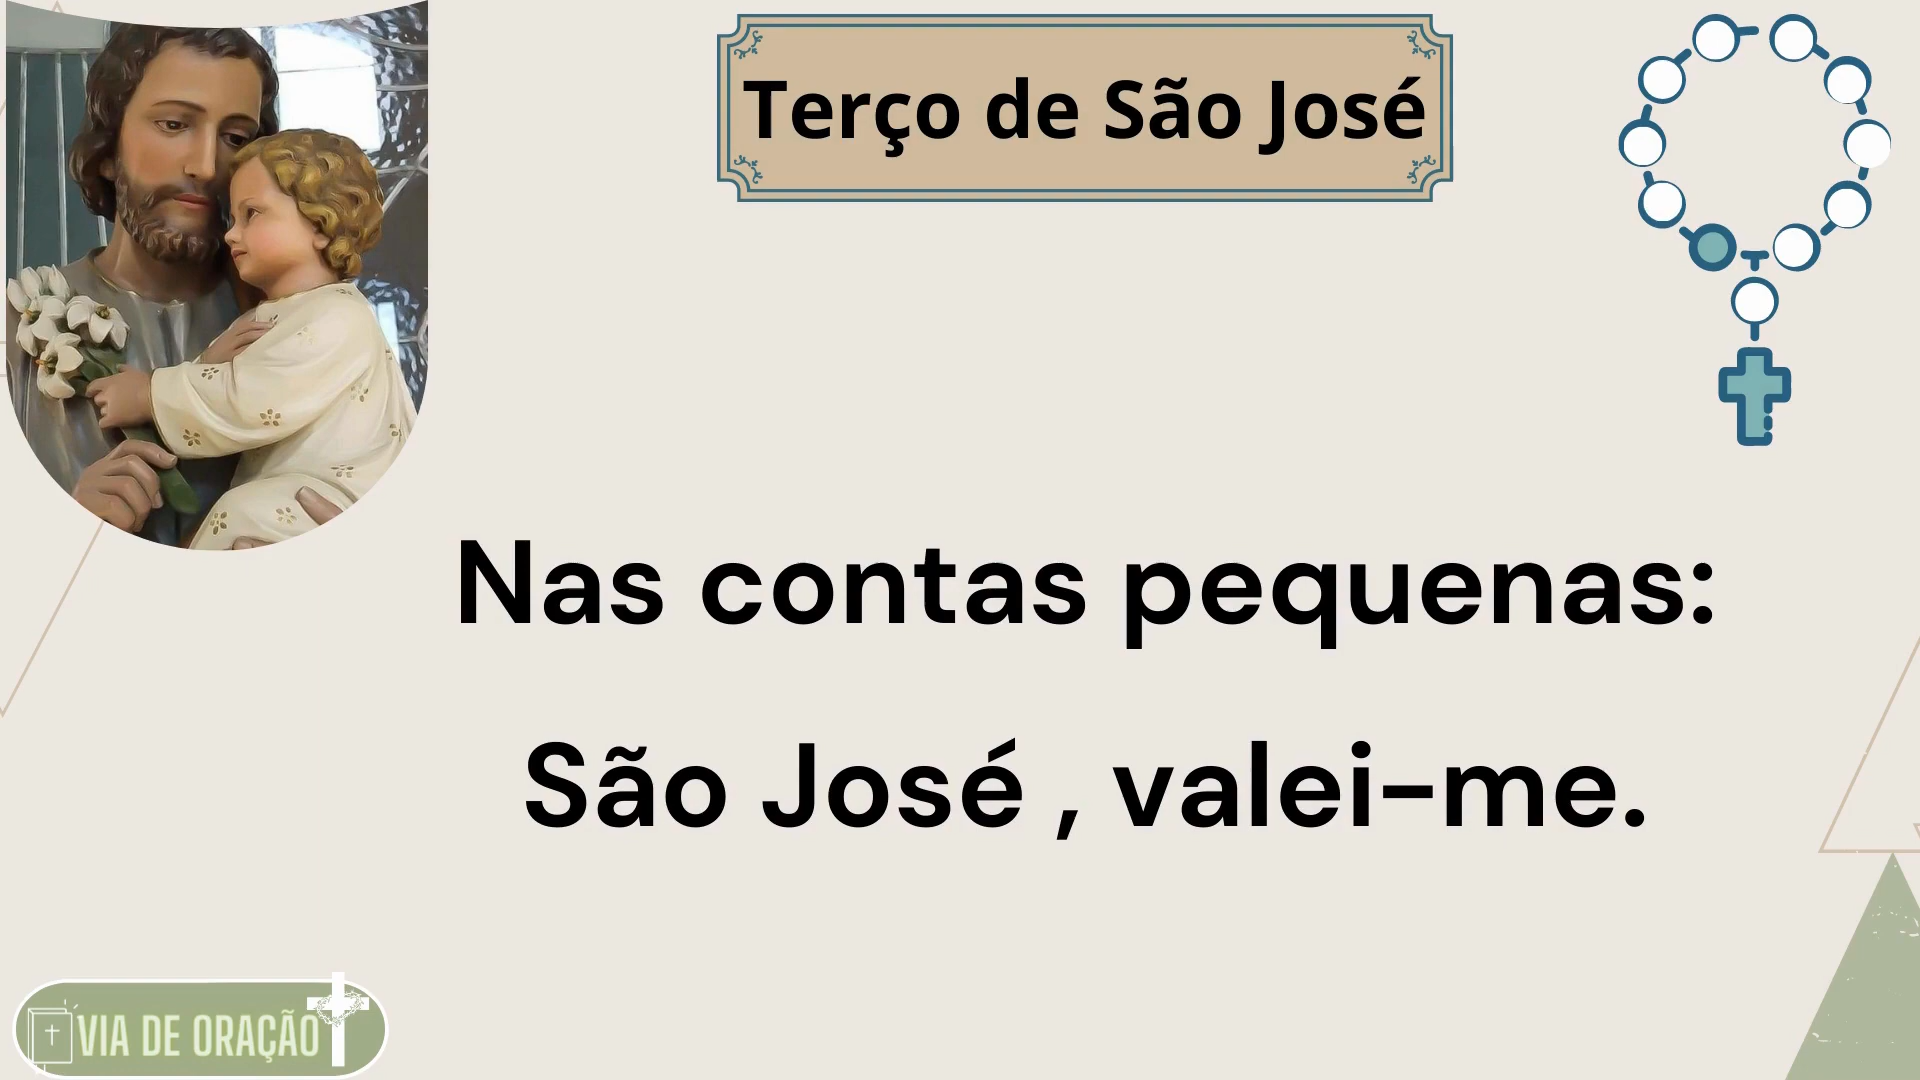 Terço de São José
Nas contas pequenas:
São José , valei-me.
VIA DE ORAÇÃO